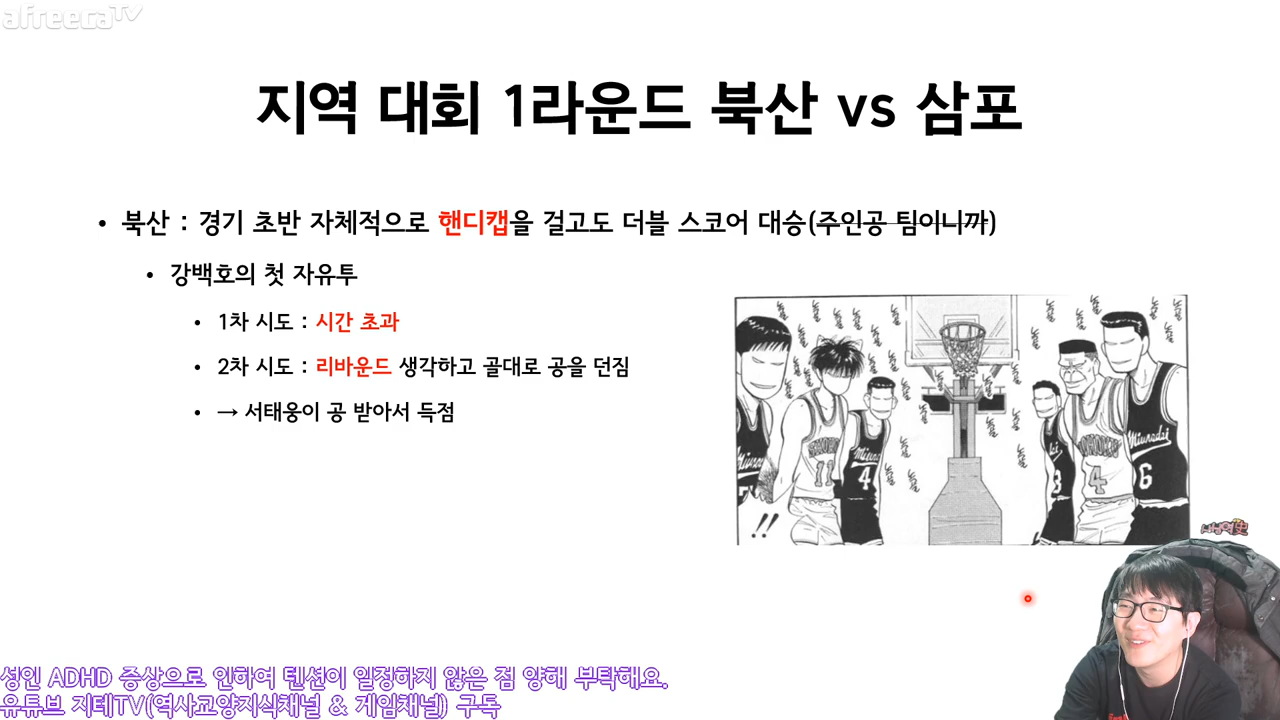 afreecaTV
지역 대회 1라운드 북산 vs 삼포
• 북산 : 경기 초반 자체적으로 핸디캡을 걸고도 더블 스코어 대승(주인공 팀이니까)
• 강백호의 첫 자유투
• 1차 시도 : 시간 초과
• 2차 시도 : 리바운드 생각하고 골대로 공을 던짐
• → 서태웅이 공 받아서 득점
11
4
4
6
Miuradai
!!
성인 ADHD 증상으로 인하여 텐션이 일정하지 않은 점 양해 부탁해요.
유튜브 지테TV(역사교양지식채널 & 게임채널) 구독